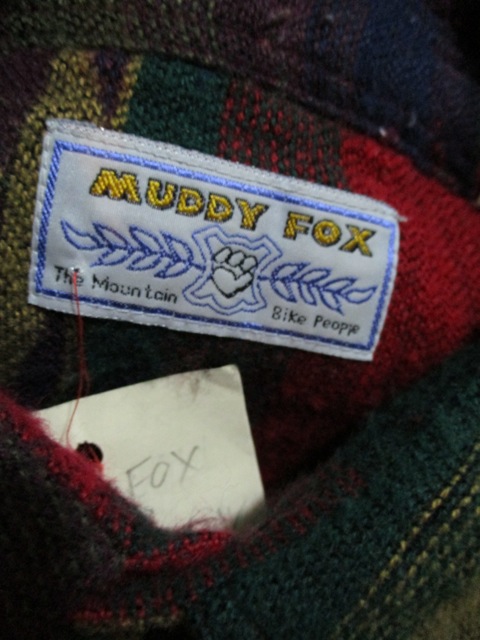 MUDDY FOX
The Mountain
Bike People
FOX